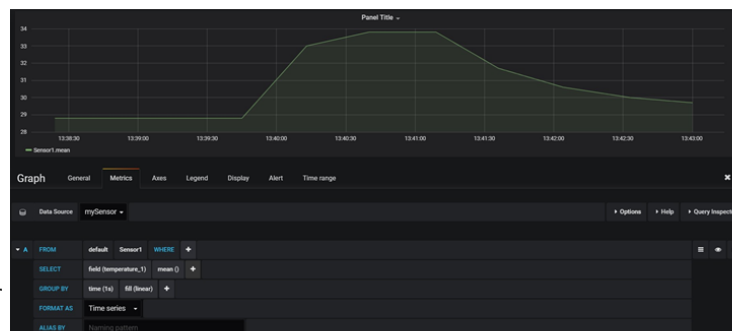 Panel Title
34
33
32
31
30
29
28
13:38:30 13:39:00 13:39:30 13:40:00 13:40:30 13:41:00 13:41:30 13:42:00 13:42:30 13:43:00
Sensor1.mean
Graph General Metrics Axes Legend Display Alert Time range
Data Source mySensor Options Help Query Inspect
A FROM default Sensor1 WHERE +
SELECT field (temperature_1) mean () +
GROUP BY time (1s) fill (linear) +
FORMAT AS Time series
ALIAS BY Naming pattern